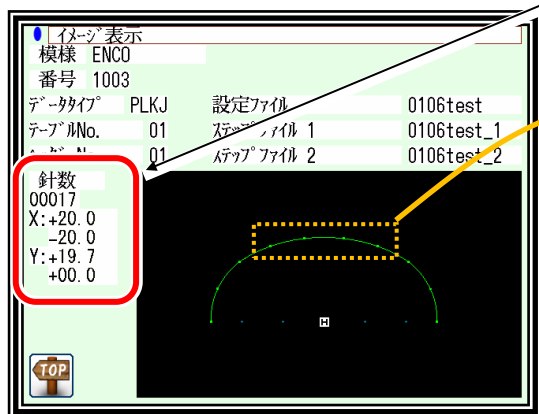 イメージ表示
模様 ENCO
番号 1003
データタイプ PLKJ 設定ファイル 0106test
テーブルNo. 01 ステップファイル 1 0106test_1
01 ステップファイル 2 0106test_2
針数
00017
X:+20.0
-20.0
Y:+19.7
+00.0
H
TOP